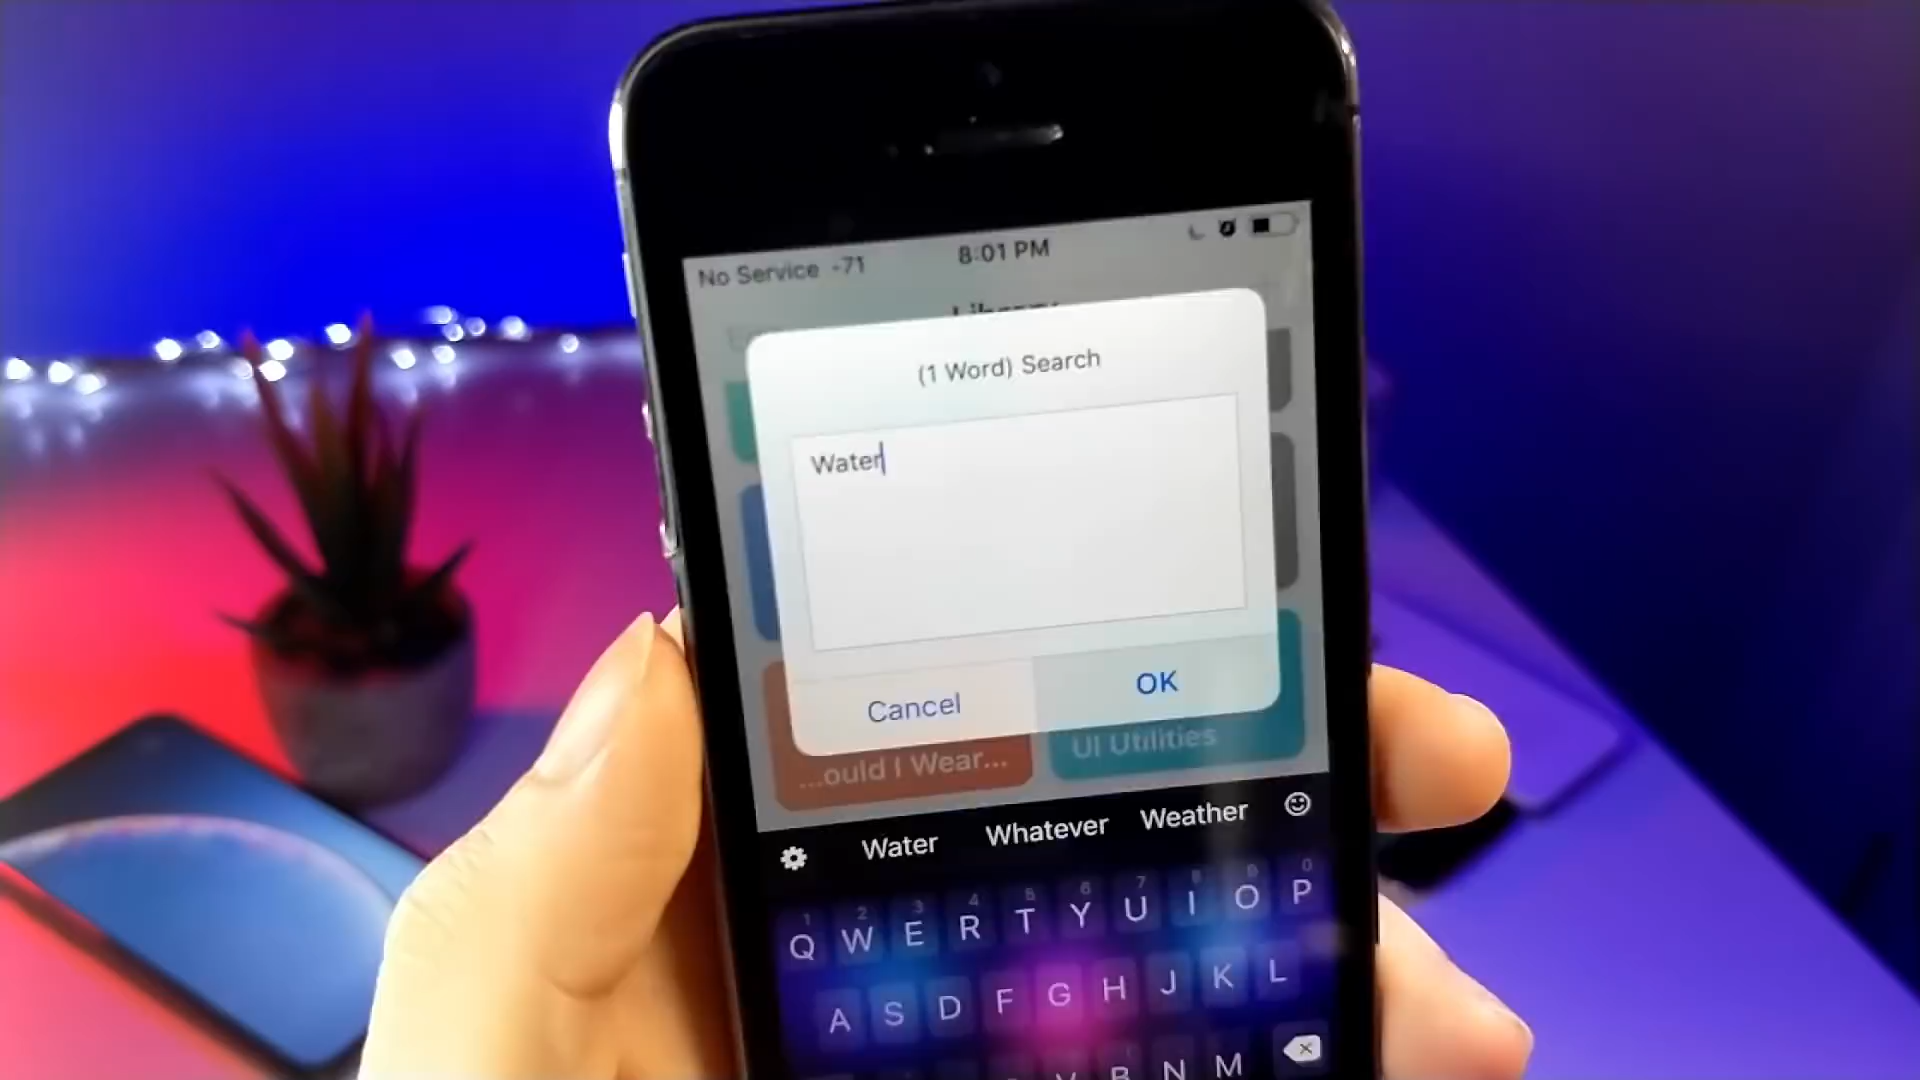 No Service -71
8:01 PM
Library
(1 Word) Search
Water
Cancel
OK
...ould I Wear...
UI Utilities
Water
Whatever
Weather
1 2 3 4 5 6 7 8 9 0
Q W E R T Y U I O P
A S D F G H J K L
V B N M